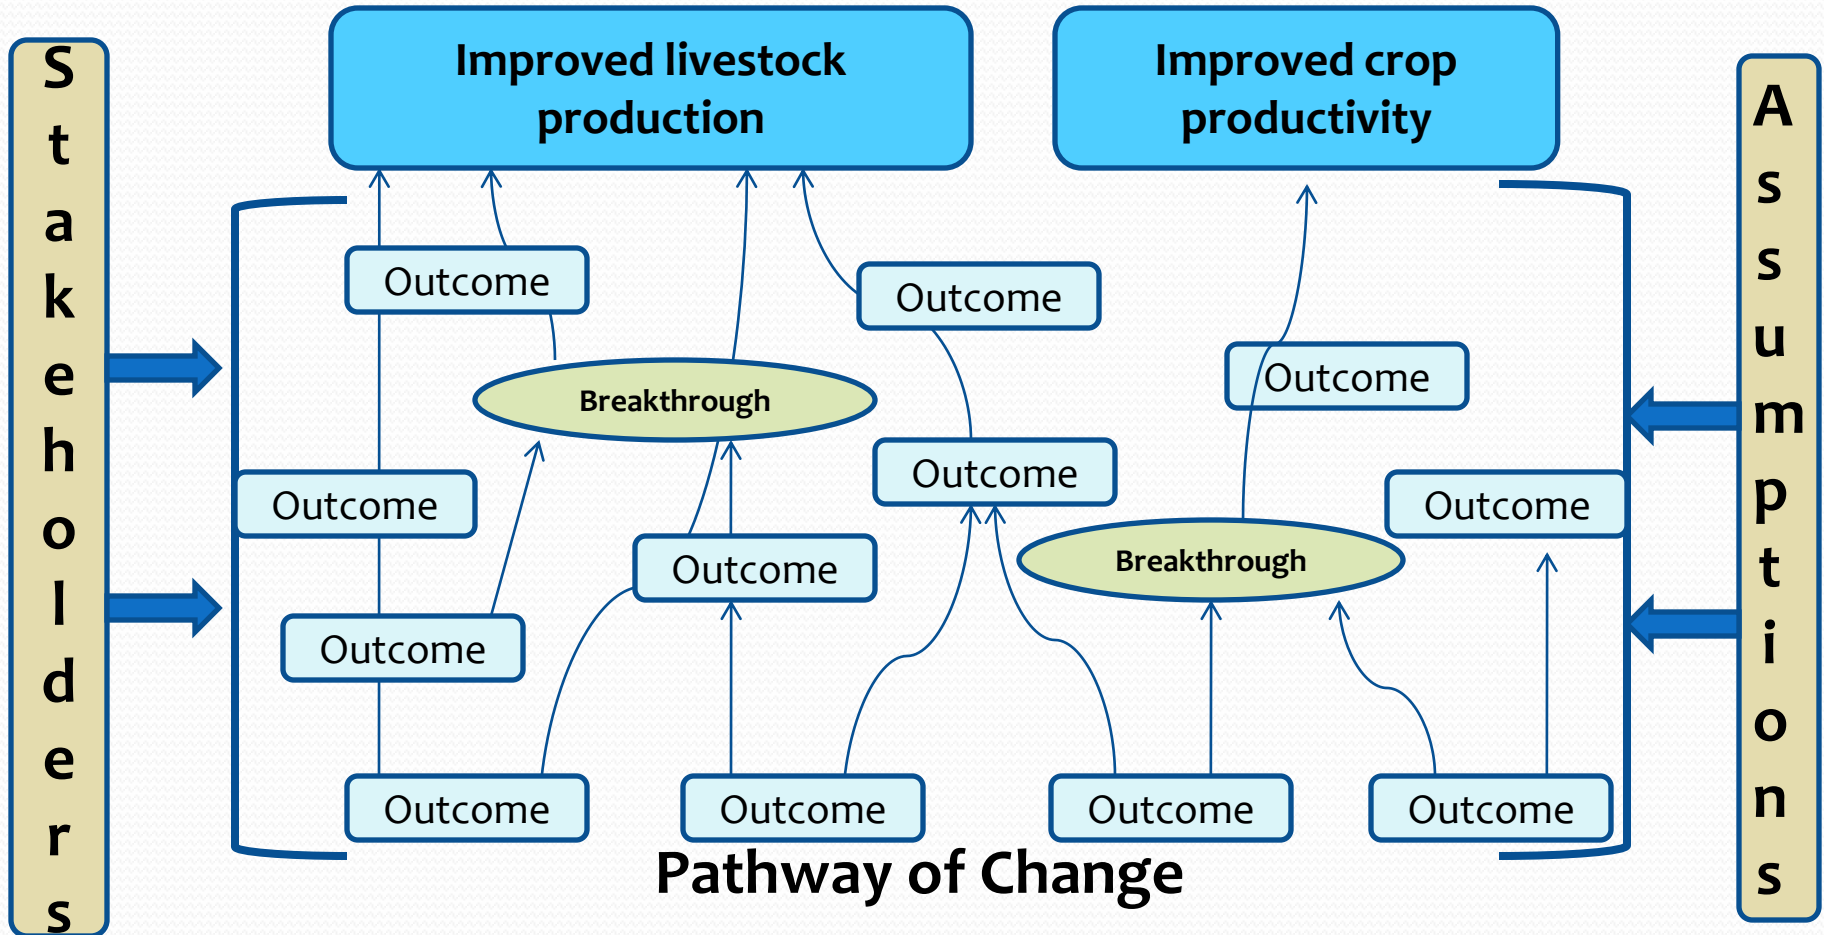 Stakeholders
Improved livestock
production
Improved crop
productivity
Assumptions
Outcome
Outcome
Outcome
Breakthrough
Outcome
Outcome
Outcome
Breakthrough
Outcome
Outcome
Outcome
Outcome
Outcome
Outcome
Outcome
Pathway of Change